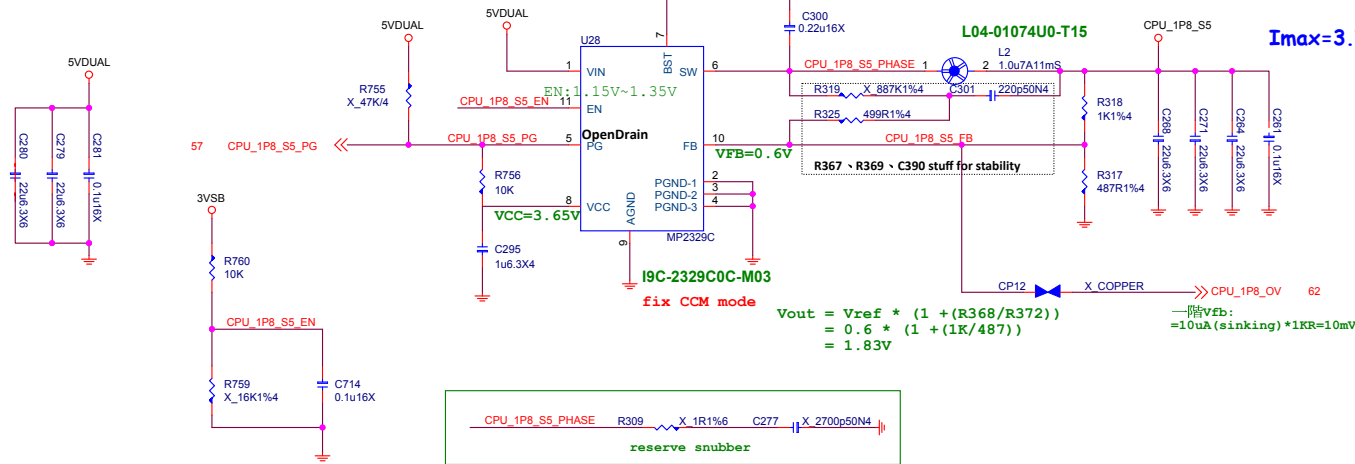 5VDUAL
C280
22u6.3X6
C279
22u6.3X6
C281
0.1u16X
5VDUAL
R755
X_47K/4
57 CPU_1P8_S5_PG
3VSB
R760
10K
CPU_1P8_S5_EN
R759
X_16K1%4
C714
0.1u16X
5VDUAL
CPU_1P8_S5_EN
CPU_1P8_S5_PG
R756
10K
VCC=3.65V
C295
1u6.3X4
U28
1 VIN
EN:1.15V~1.35V
11 EN
OpenDrain
5 PG
8 VCC
AGND
9
7
BST
SW 6
FB 10
VFB=0.6V
PGND-1 2
PGND-2 3
PGND-3 4
MP2329C
I9C-2329C0C-M03
fix CCM mode
C300
0.22u16X
L04-01074U0-T15
CPU_1P8_S5_PHASE 1
L2
2 1.0u7A11mS
R319 X_887K1%4
C301 220p50N4
R325 499R1%4
CPU_1P8_S5_FB
R367、R369、C390 stuff for stability
CPU_1P8_S5
Imax=3.
R318
1K1%4
R317
487R1%4
C268
22u6.3X6
C271
22u6.3X6
C264
22u6.3X6
C261
0.1u16X
CP12 X_COPPER
CPU_1P8_OV 62
一階Vfb:
=10uA(sinking)*1KR=10mV
Vout = Vref * (1 +(R368/R372))
= 0.6 * (1 +(1K/487))
= 1.83V
CPU_1P8_S5_PHASE R309 X_1R1%6 C277 X_2700p50N4
reserve snubber